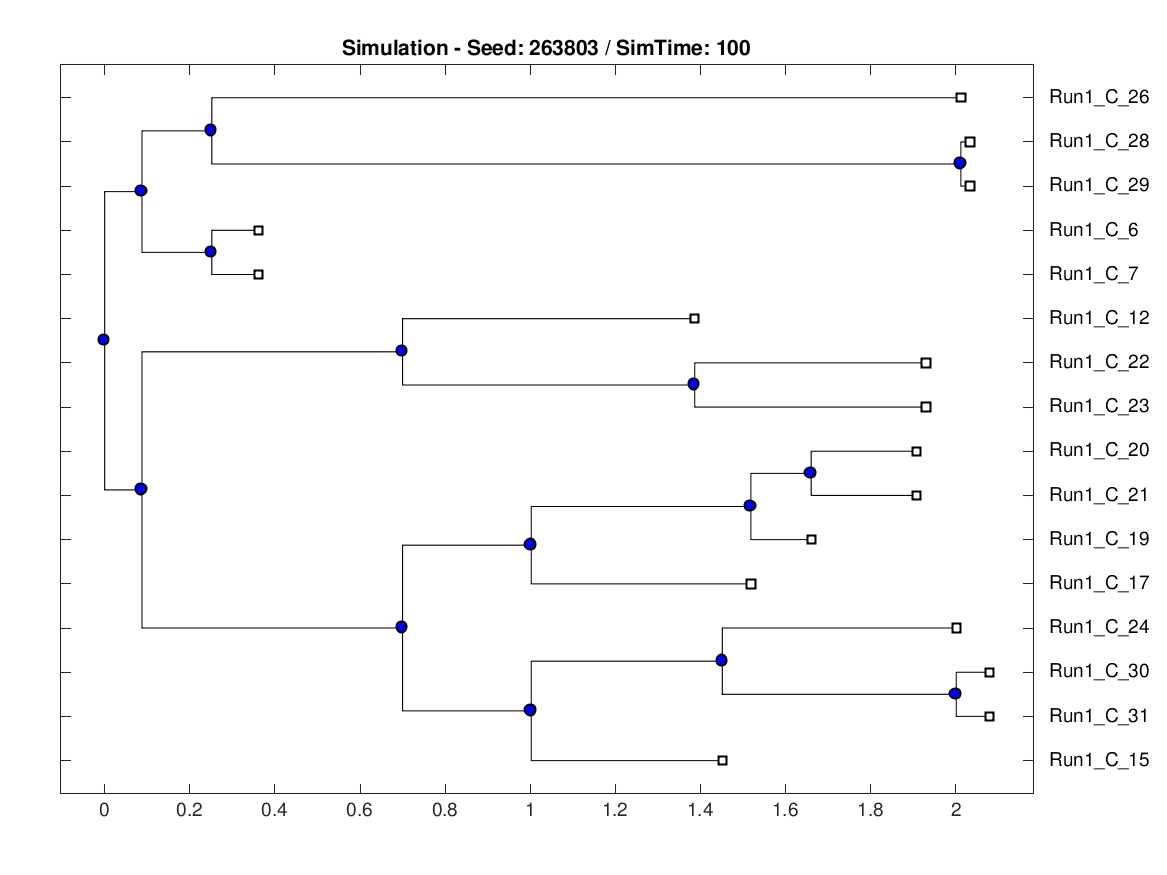 Simulation - Seed: 263803 / SimTime: 100
Run1_C_26
Run1_C_28
Run1_C_29
Run1_C_6
Run1_C_7
Run1_C_12
Run1_C_22
Run1_C_23
Run1_C_20
Run1_C_21
Run1_C_19
Run1_C_17
Run1_C_24
Run1_C_30
Run1_C_31
Run1_C_15
0 0.2 0.4 0.6 0.8 1 1.2 1.4 1.6 1.8 2